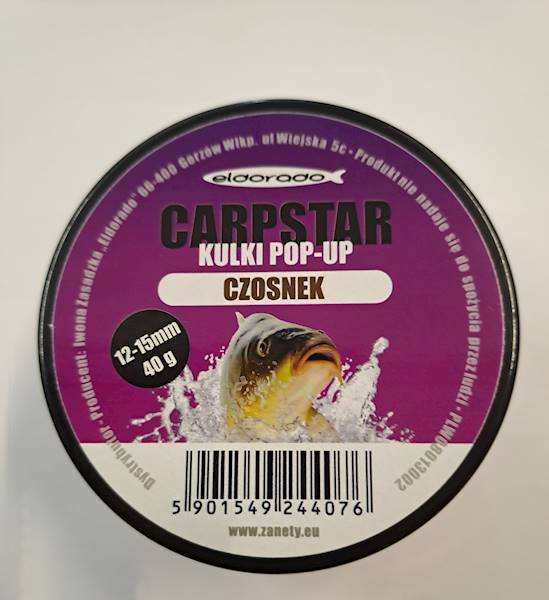 Dystrybutor - Producent: Iwona Zasadzka „Eldorado" 66-400 Gorzów Wlkp. ul Wiejska 5c - Produkt nie nadaje się do spożycia przez ludzi - PLW08013002
eldorado
CARPSTAR
KULKI POP-UP
CZOSNEK
12-15mm
40 g
5 901549 244076
www.zanety.eu